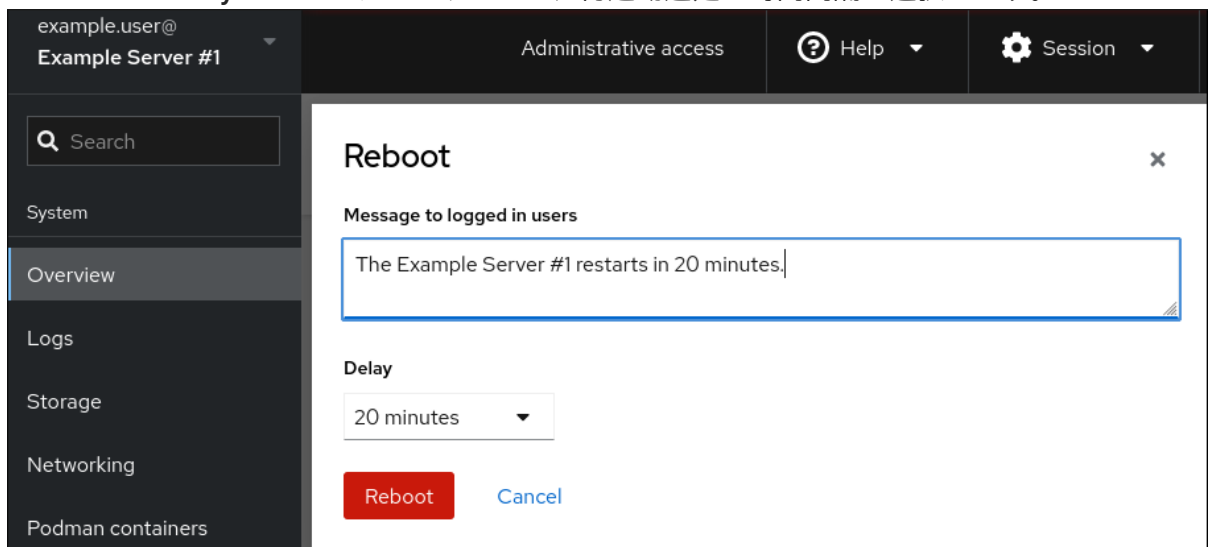 example.user@
Example Server #1
Administrative access
Help
Session
Search
Reboot
System
Message to logged in users
Overview
The Example Server #1 restarts in 20 minutes.
Logs
Delay
Storage
20 minutes
Networking
Reboot
Cancel
Podman containers